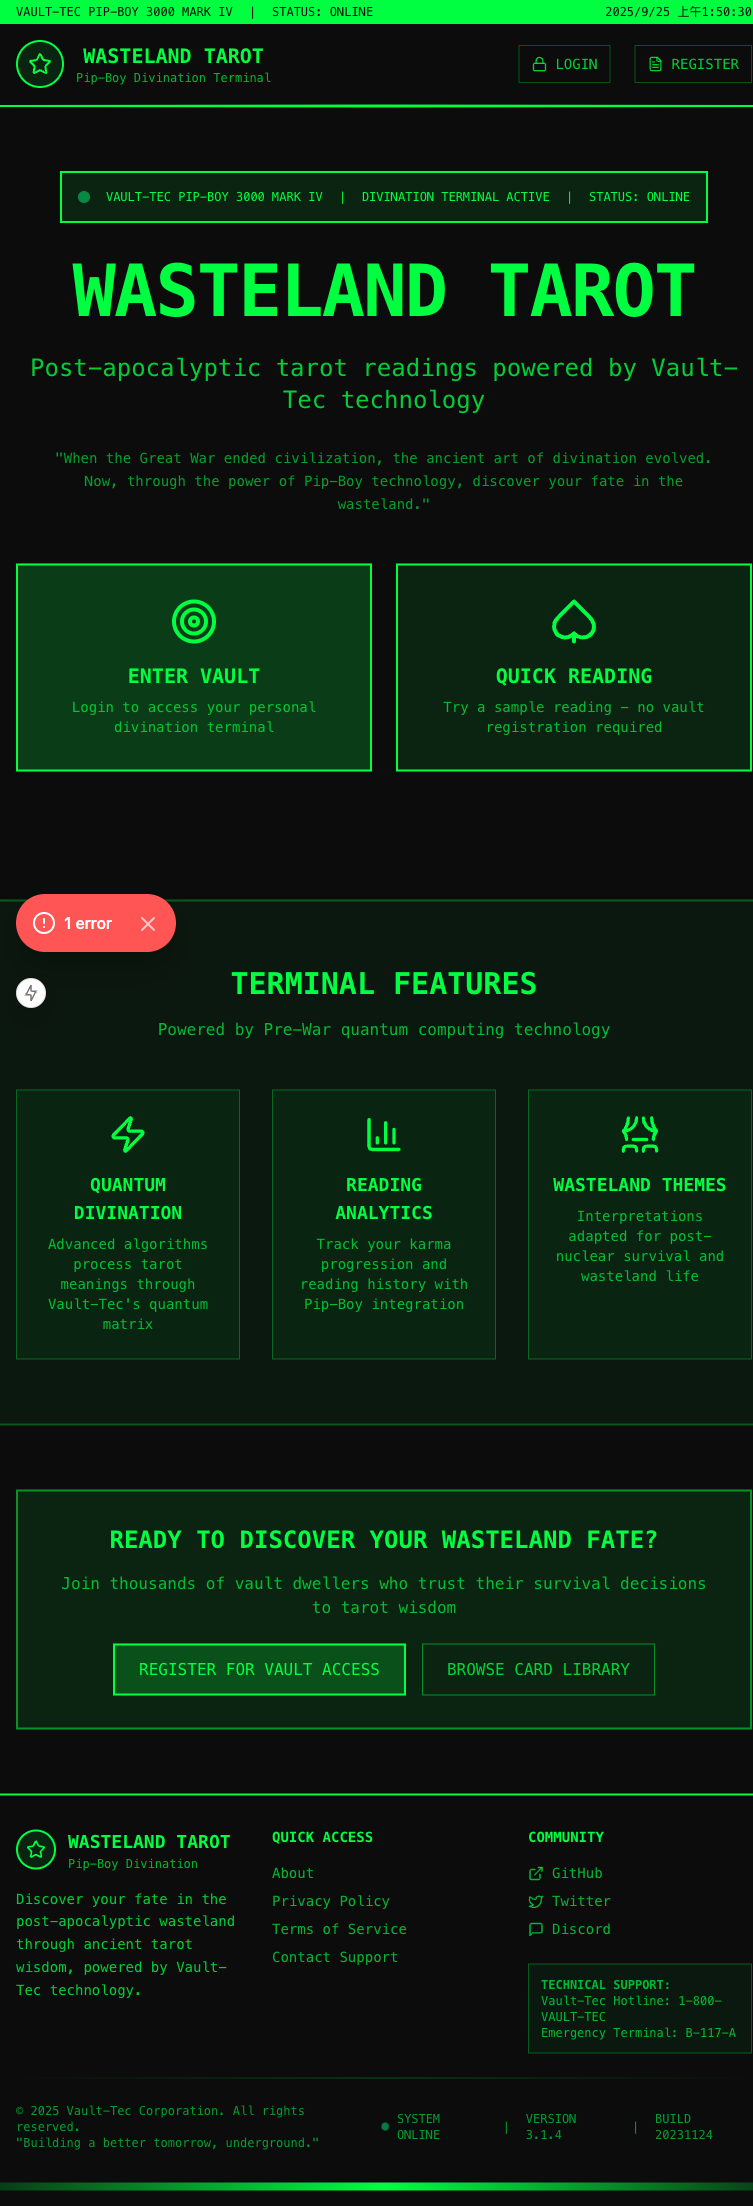 VAULT-TEC PIP-BOY 3000 MARK IV | STATUS: ONLINE
2025/9/25 上午1:50:30
WASTELAND TAROT
Pip-Boy Divination Terminal
LOGIN
REGISTER
VAULT-TEC PIP-BOY 3000 MARK IV | DIVINATION TERMINAL ACTIVE | STATUS: ONLINE
WASTELAND TAROT
Post-apocalyptic tarot readings powered by Vault-
Tec technology
"When the Great War ended civilization, the ancient art of divination evolved.
Now, through the power of Pip-Boy technology, discover your fate in the
wasteland."
ENTER VAULT
Login to access your personal
divination terminal
QUICK READING
Try a sample reading - no vault
registration required
1 error
TERMINAL FEATURES
Powered by Pre-War quantum computing technology
QUANTUM
DIVINATION
Advanced algorithms
process tarot
meanings through
Vault-Tec's quantum
matrix
READING
ANALYTICS
Track your karma
progression and
reading history with
Pip-Boy integration
WASTELAND THEMES
Interpretations
adapted for post-
nuclear survival and
wasteland life
READY TO DISCOVER YOUR WASTELAND FATE?
Join thousands of vault dwellers who trust their survival decisions
to tarot wisdom
REGISTER FOR VAULT ACCESS
BROWSE CARD LIBRARY
WASTELAND TAROT
Pip-Boy Divination
Discover your fate in the
post-apocalyptic wasteland
through ancient tarot
wisdom, powered by Vault-
Tec technology.
QUICK ACCESS
About
Privacy Policy
Terms of Service
Contact Support
COMMUNITY
GitHub
Twitter
Discord
TECHNICAL SUPPORT:
Vault-Tec Hotline: 1-800-
VAULT-TEC
Emergency Terminal: B-117-A
© 2025 Vault-Tec Corporation. All rights
reserved.
"Building a better tomorrow, underground."
SYSTEM
ONLINE
|
VERSION
3.1.4
|
BUILD
20231124